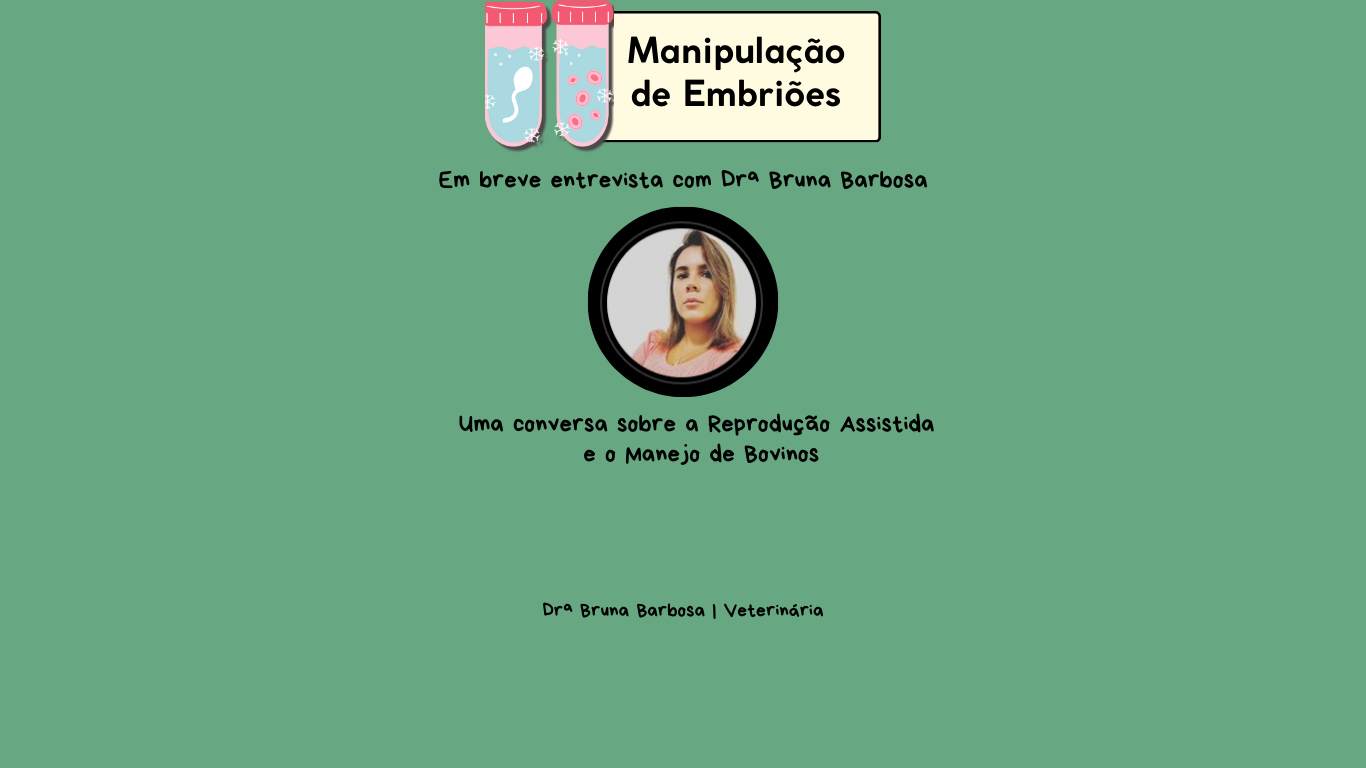 Manipulação
de Embriões
Em breve entrevista com Drª Bruna Barbosa
Uma conversa sobre a Reprodução Assistida
e o Manejo de Bovinos
Drª Bruna Barbosa | Veterinária